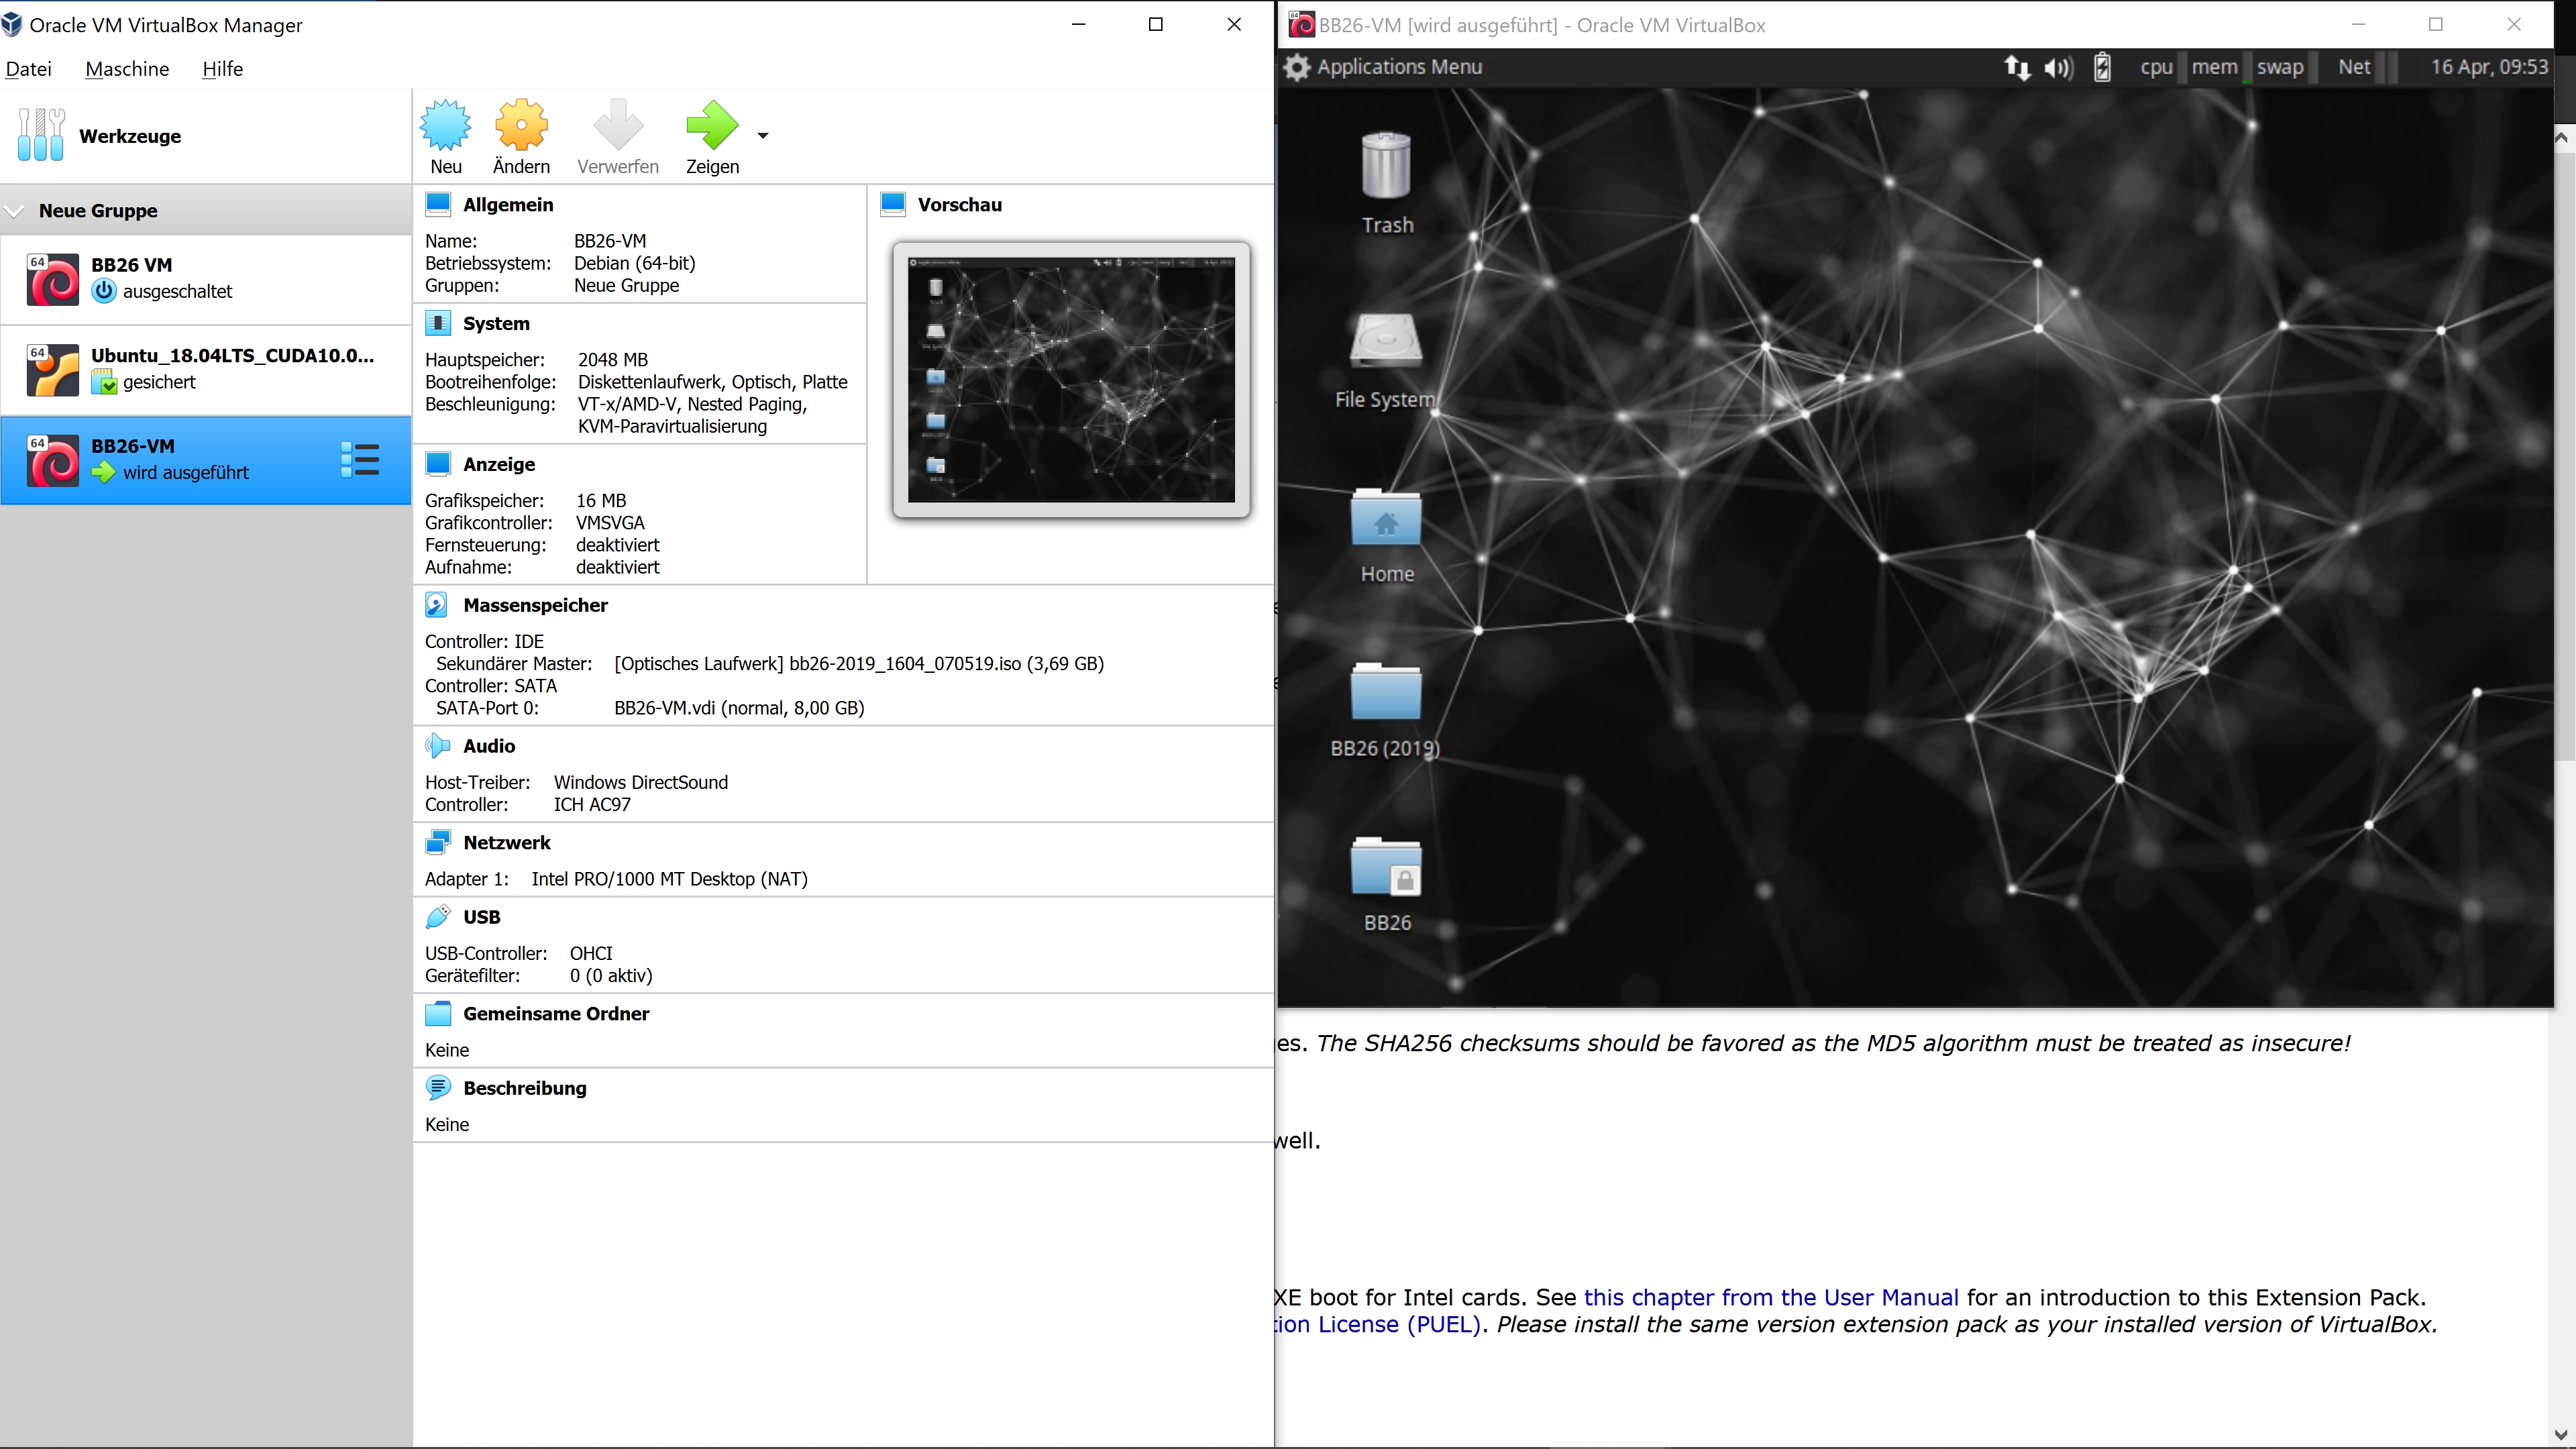 Oracle VM VirtualBox Manager
Datei Maschine Hilfe
Werkzeuge
Neu Ändern Verwerfen Zeigen
Neue Gruppe
64
BB26 VM
ausgeschaltet
64
Ubuntu_18.04LTS_CUDA10.0...
gesichert
64
BB26-VM
wird ausgeführt
Allgemein
Name: BB26-VM
Betriebssystem: Debian (64-bit)
Gruppen: Neue Gruppe
System
Hauptspeicher: 2048 MB
Bootreihenfolge: Diskettenlaufwerk, Optisch, Platte
Beschleunigung: VT-x/AMD-V, Nested Paging,
KVM-Paravirtualisierung
Anzeige
Grafikspeicher: 16 MB
Grafikcontroller: VMSVGA
Fernsteuerung: deaktiviert
Aufnahme: deaktiviert
Vorschau
Massenspeicher
Controller: IDE
Sekundärer Master: [Optisches Laufwerk] bb26-2019_1604_070519.iso (3,69 GB)
Controller: SATA
SATA-Port 0: BB26-VM.vdi (normal, 8,00 GB)
Audio
Host-Treiber: Windows DirectSound
Controller: ICH AC97
Netzwerk
Adapter 1: Intel PRO/1000 MT Desktop (NAT)
USB
USB-Controller: OHCI
Gerätefilter: 0 (0 aktiv)
Gemeinsame Ordner
Keine
Beschreibung
Keine
BB26-VM [wird ausgeführt] - Oracle VM VirtualBox
Applications Menu cpu mem swap Net 16 Apr, 09:53
Trash
File System
Home
BB26 (2019)
BB26
es. The SHA256 checksums should be favored as the MD5 algorithm must be treated as insecure!
well.
XE boot for Intel cards. See this chapter from the User Manual for an introduction to this Extension Pack.
tion License (PUEL). Please install the same version extension pack as your installed version of VirtualBox.